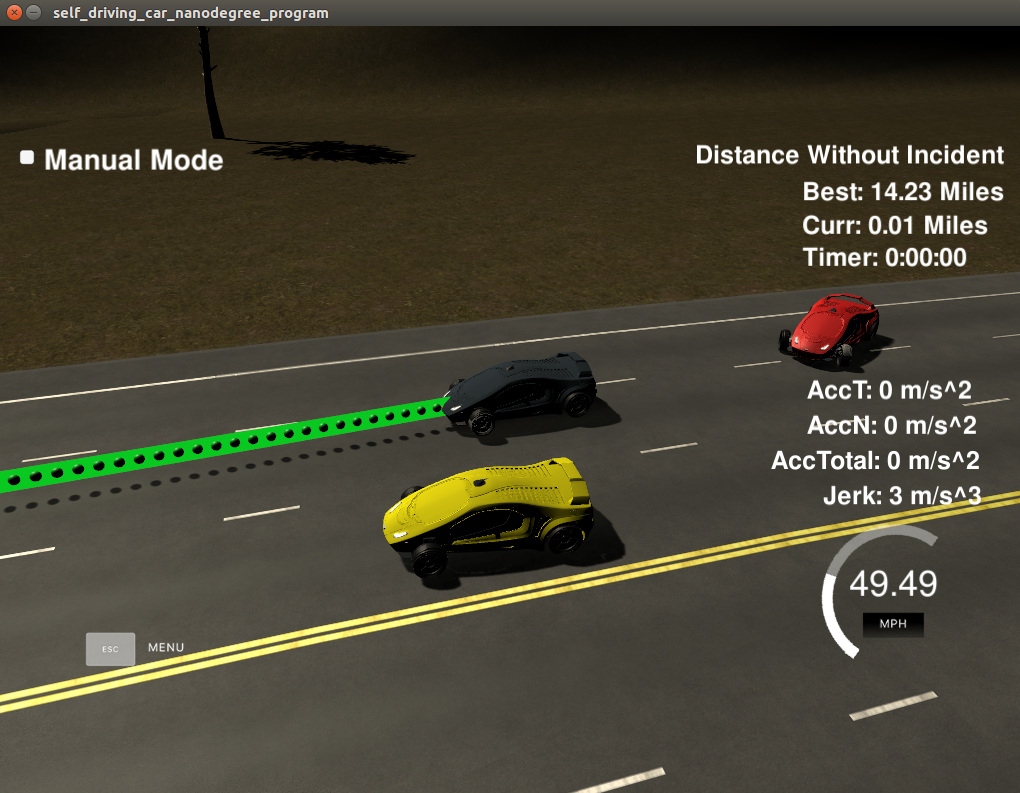 self_driving_car_nanodegree_program
Manual Mode
Distance Without Incident
Best: 14.23 Miles
Curr: 0.01 Miles
Timer: 0:00:00
AccT: 0 m/s^2
AccN: 0 m/s^2
AccTotal: 0 m/s^2
Jerk: 3 m/s^3
49.49
MPH
ESC MENU